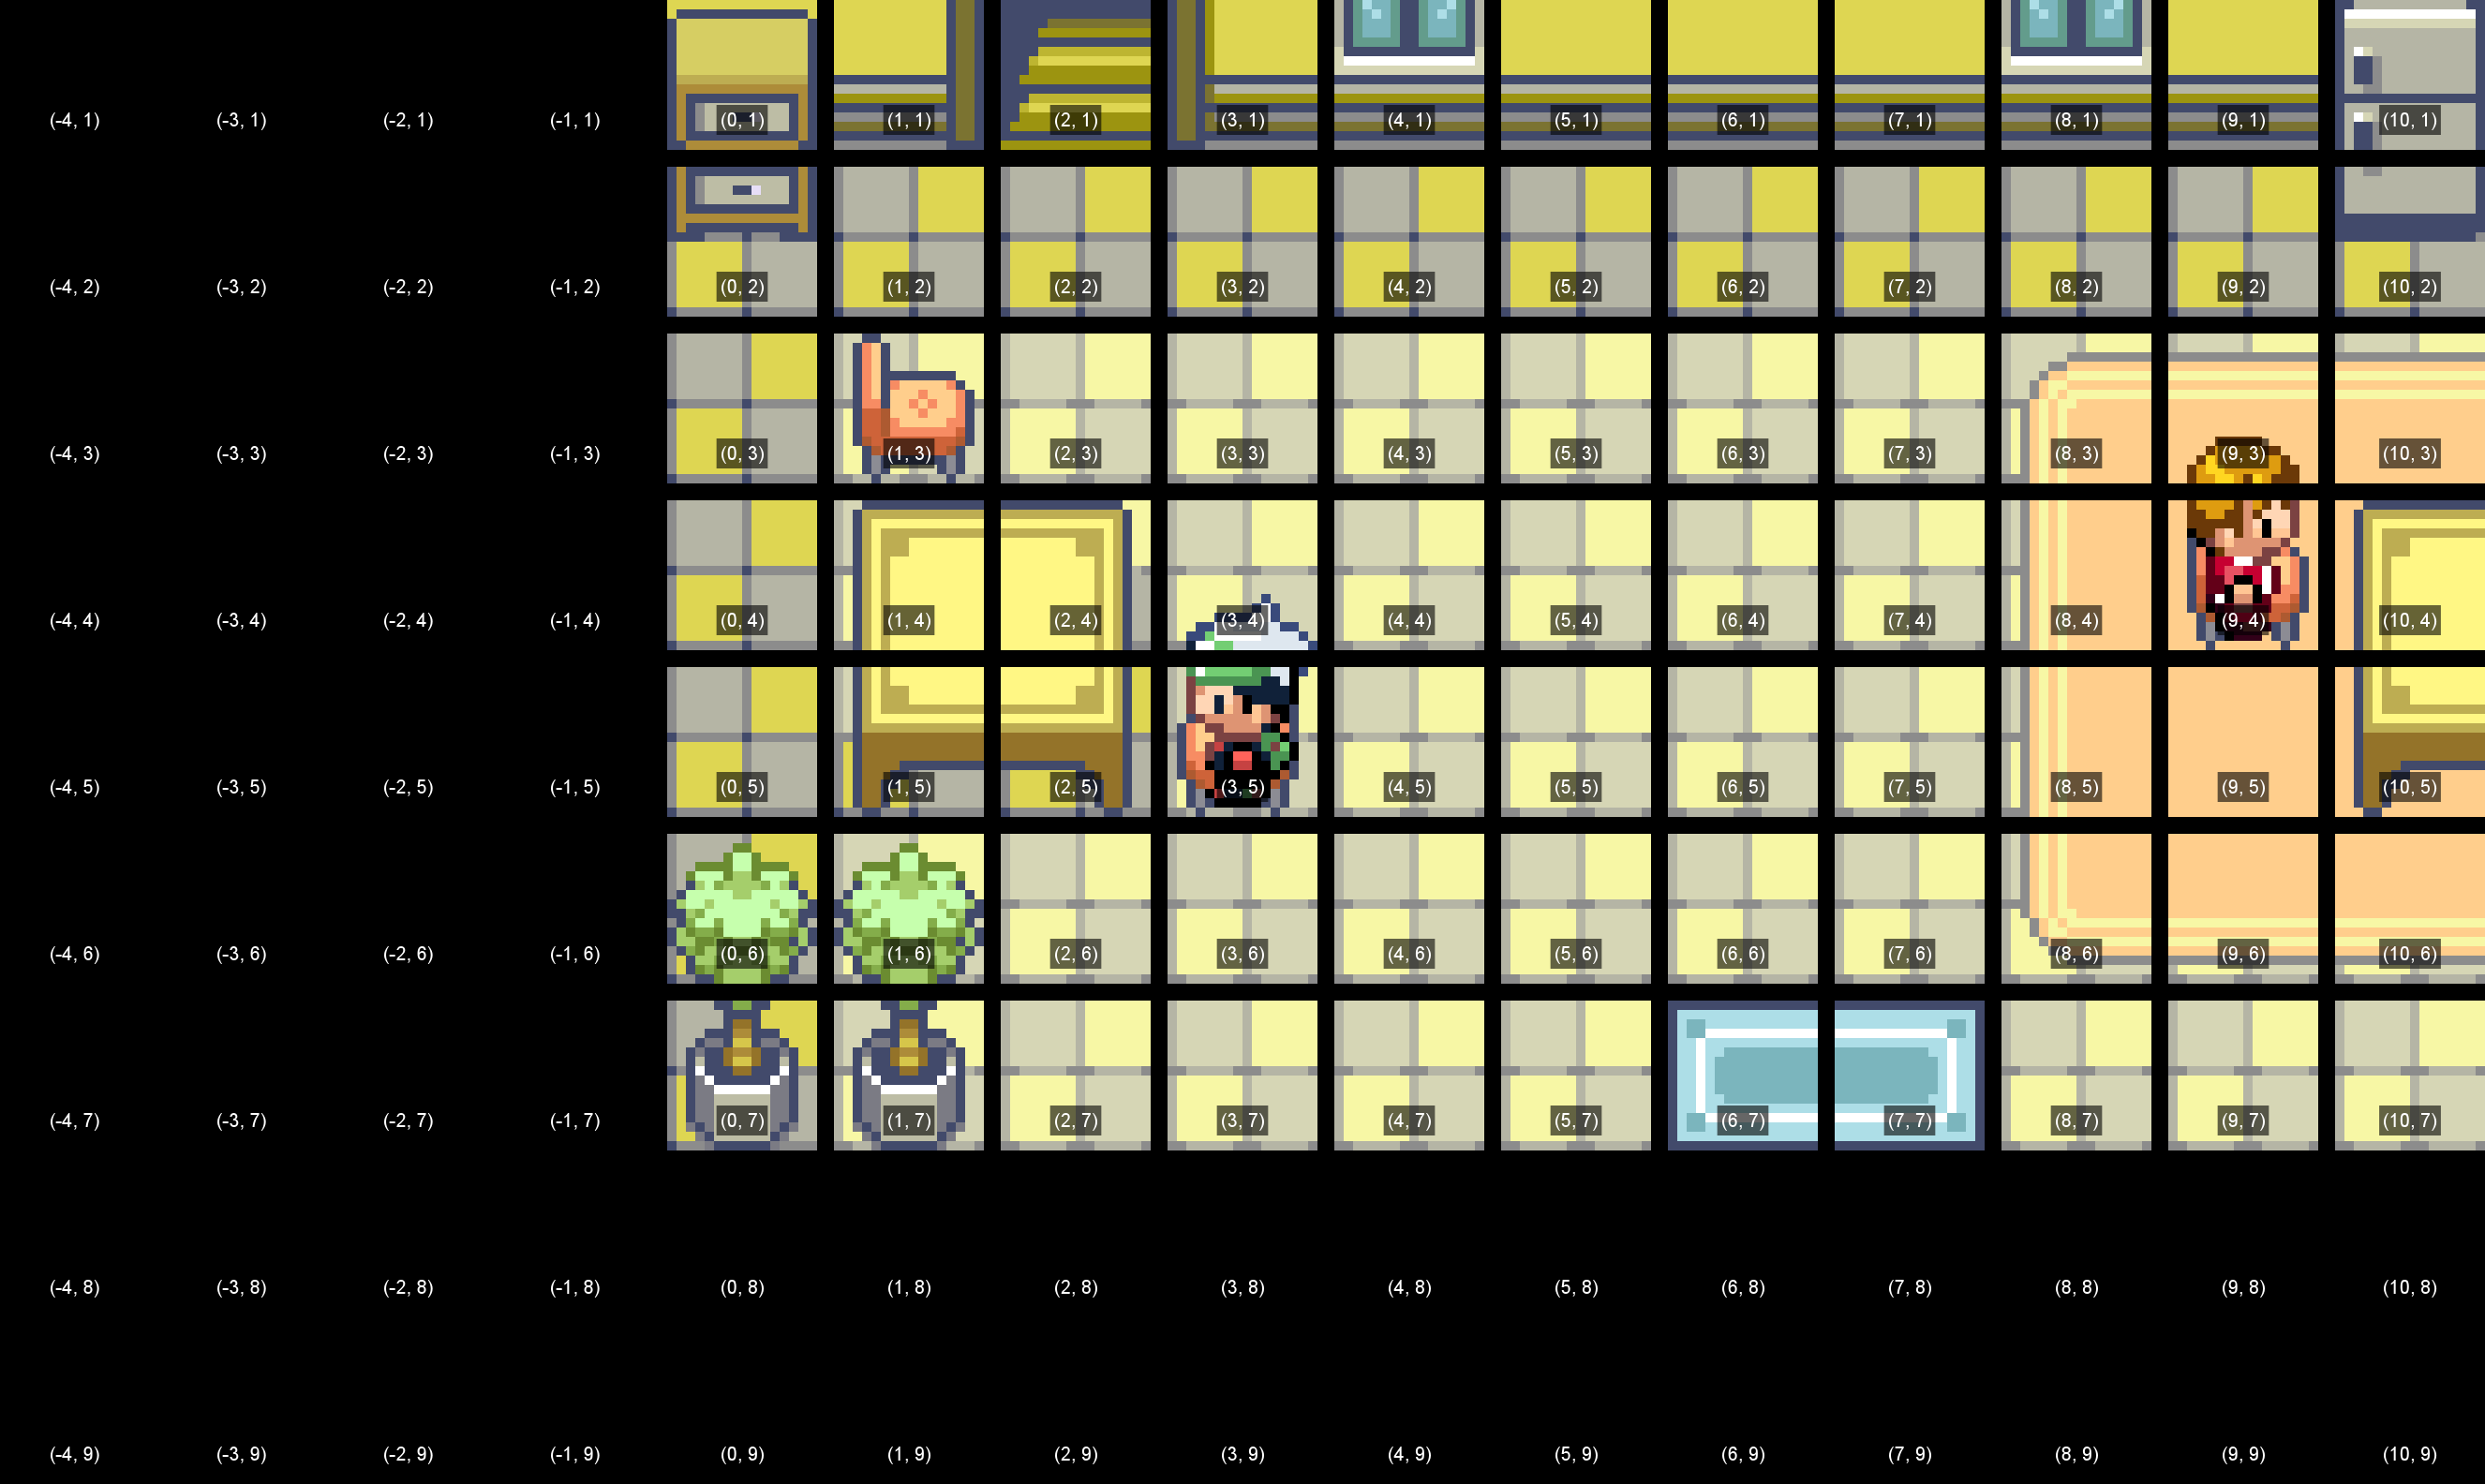 (-4, 1) (-3, 1) (-2, 1) (-1, 1) (0, 1) (1, 1) (2, 1) (3, 1) (4, 1) (5, 1) (6, 1) (7, 1) (8, 1) (9, 1) (10, 1)
(-4, 2) (-3, 2) (-2, 2) (-1, 2) (0, 2) (1, 2) (2, 2) (3, 2) (4, 2) (5, 2) (6, 2) (7, 2) (8, 2) (9, 2) (10, 2)
(-4, 3) (-3, 3) (-2, 3) (-1, 3) (0, 3) (1, 3) (2, 3) (3, 3) (4, 3) (5, 3) (6, 3) (7, 3) (8, 3) (9, 3) (10, 3)
(-4, 4) (-3, 4) (-2, 4) (-1, 4) (0, 4) (1, 4) (2, 4) (3, 4) (4, 4) (5, 4) (6, 4) (7, 4) (8, 4) (9, 4) (10, 4)
(-4, 5) (-3, 5) (-2, 5) (-1, 5) (0, 5) (1, 5) (2, 5) (3, 5) (4, 5) (5, 5) (6, 5) (7, 5) (8, 5) (9, 5) (10, 5)
(-4, 6) (-3, 6) (-2, 6) (-1, 6) (0, 6) (1, 6) (2, 6) (3, 6) (4, 6) (5, 6) (6, 6) (7, 6) (8, 6) (9, 6) (10, 6)
(-4, 7) (-3, 7) (-2, 7) (-1, 7) (0, 7) (1, 7) (2, 7) (3, 7) (4, 7) (5, 7) (6, 7) (7, 7) (8, 7) (9, 7) (10, 7)
(-4, 8) (-3, 8) (-2, 8) (-1, 8) (0, 8) (1, 8) (2, 8) (3, 8) (4, 8) (5, 8) (6, 8) (7, 8) (8, 8) (9, 8) (10, 8)
(-4, 9) (-3, 9) (-2, 9) (-1, 9) (0, 9) (1, 9) (2, 9) (3, 9) (4, 9) (5, 9) (6, 9) (7, 9) (8, 9) (9, 9) (10, 9)